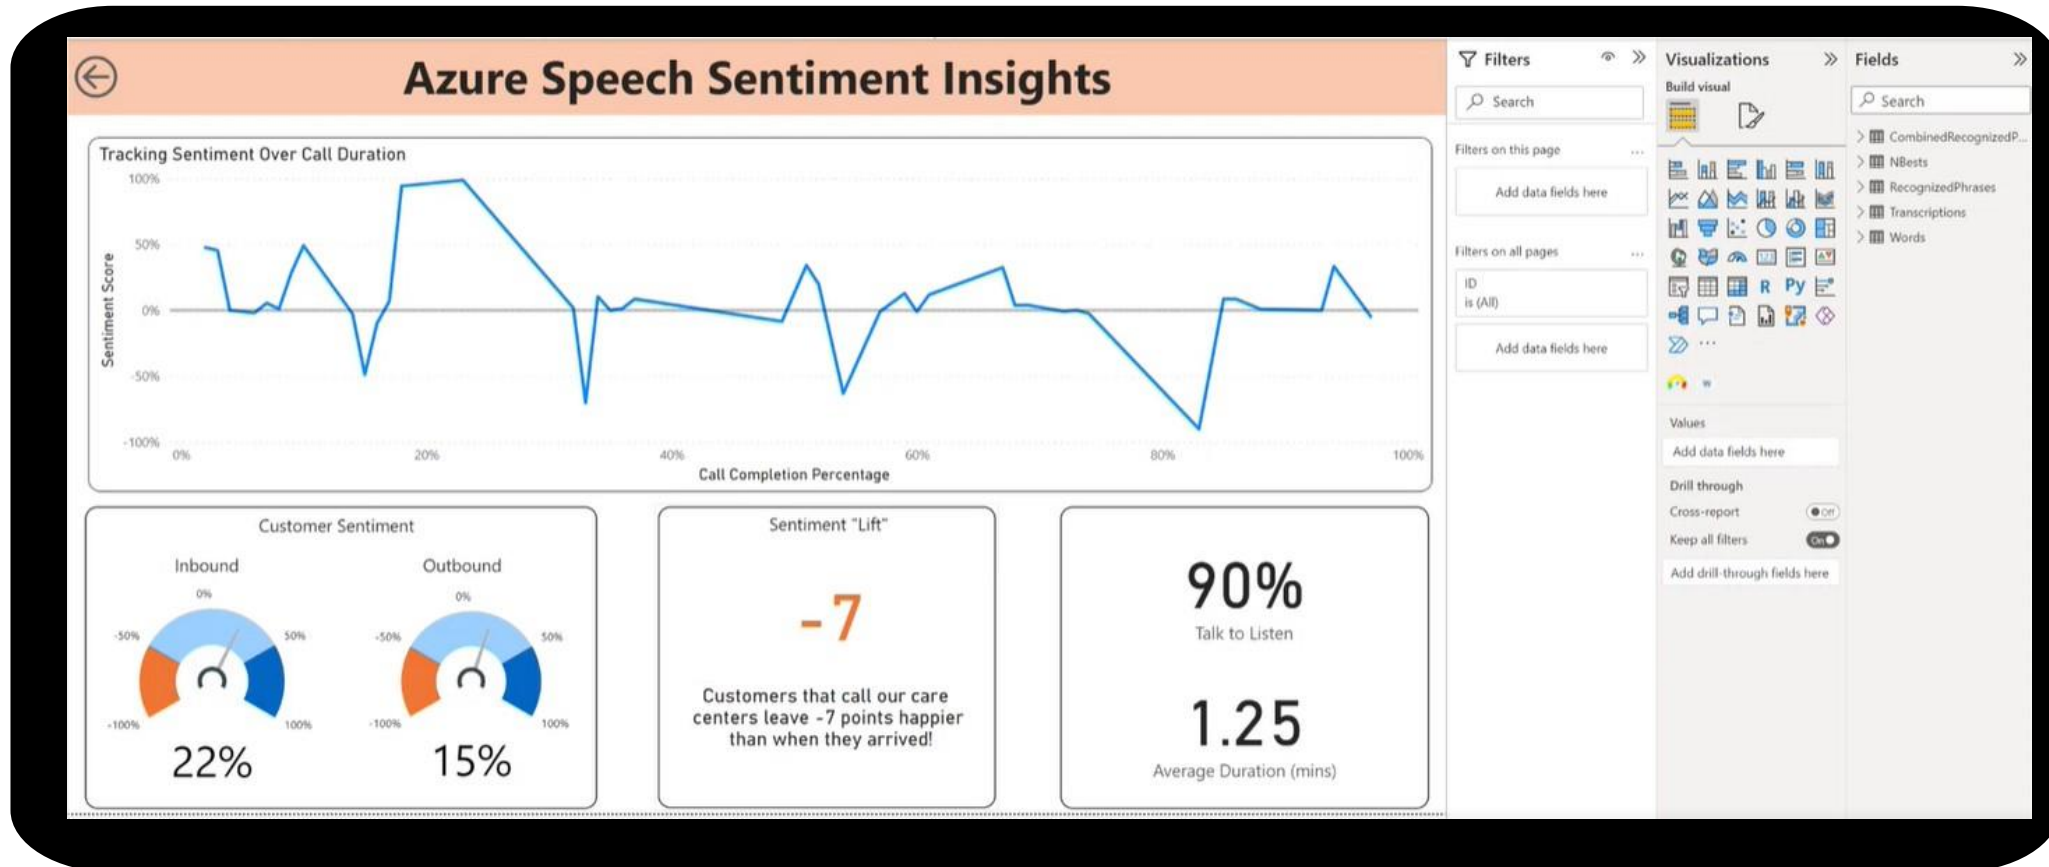 Azure Speech Sentiment Insights
Tracking Sentiment Over Call Duration
100%
50%
0%
-50%
-100%
Sentiment Score
0%
20%
40%
60%
80%
100%
Call Completion Percentage
Customer Sentiment
Inbound
0%
-50%
50%
-100%
100%
22%
Outbound
0%
-50%
50%
-100%
100%
15%
Sentiment "Lift"
-7
Customers that call our care
centers leave -7 points happier
than when they arrived!
90%
Talk to Listen
1.25
Average Duration (mins)
Filters
Search
Filters on this page
...
Add data fields here
Filters on all pages
...
ID
is (All)
Add data fields here
Visualizations
Build visual
123
R
Py
...
Values
Add data fields here
Drill through
Cross-report
Off
Keep all filters
On
Add drill-through fields here
Fields
Search
CombinedRecognizedP...
NBests
RecognizedPhrases
Transcriptions
Words